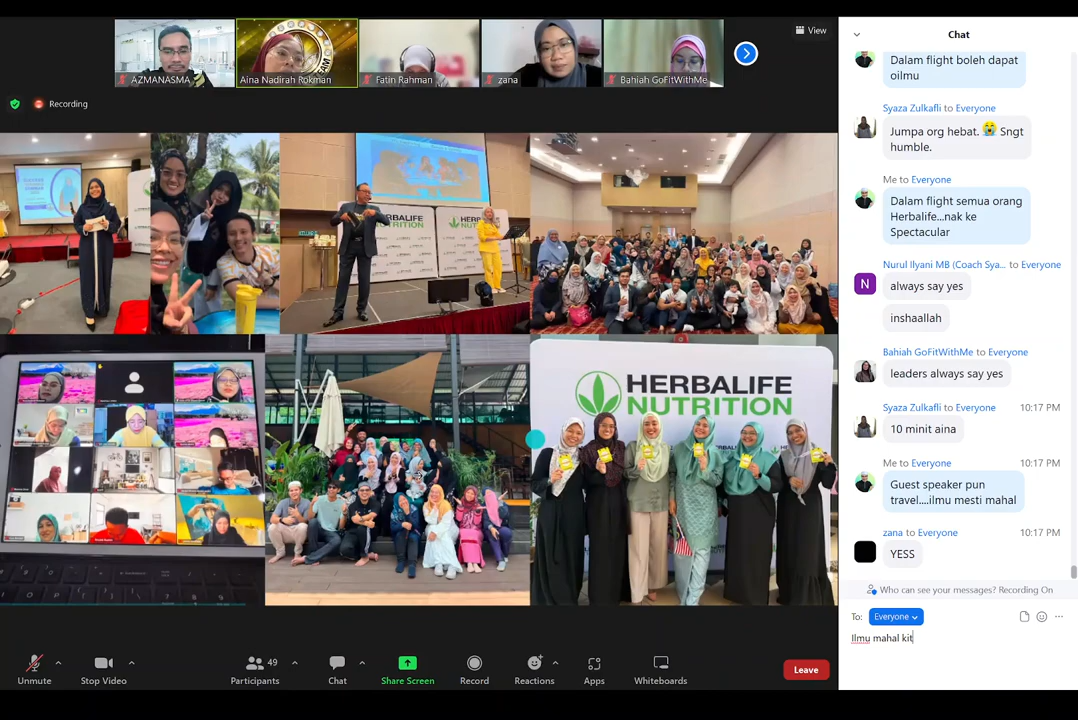 View
AZMANASMA
Aina Nadirah Rokman
Fatin Rahman
zana
Bahiah GoFitWithMe
Recording
HERBALIFE
NUTRITION
HERBALIFE
NUTRITION
Unmute
Stop Video
49
Participants
Chat
Share Screen
Record
Reactions
Apps
Whiteboards
Leave
Chat
Dalam flight boleh dapat
oilmu
Syaza Zulkafli to Everyone
Jumpa org hebat. 😭 Sngt
humble.
Me to Everyone
Dalam flight semua orang
Herbalife...nak ke
Spectacular
Nurul Ilyani MB (Coach Sya... to Everyone
N
always say yes
inshaallah
Bahiah GoFitWithMe to Everyone
leaders always say yes
Syaza Zulkafli to Everyone 10:17 PM
10 minit aina
Me to Everyone 10:17 PM
Guest speaker pun
travel....ilmu mesti mahal
zana to Everyone 10:17 PM
YESS
Who can see your messages? Recording On
To: Everyone
Ilmu mahal kit